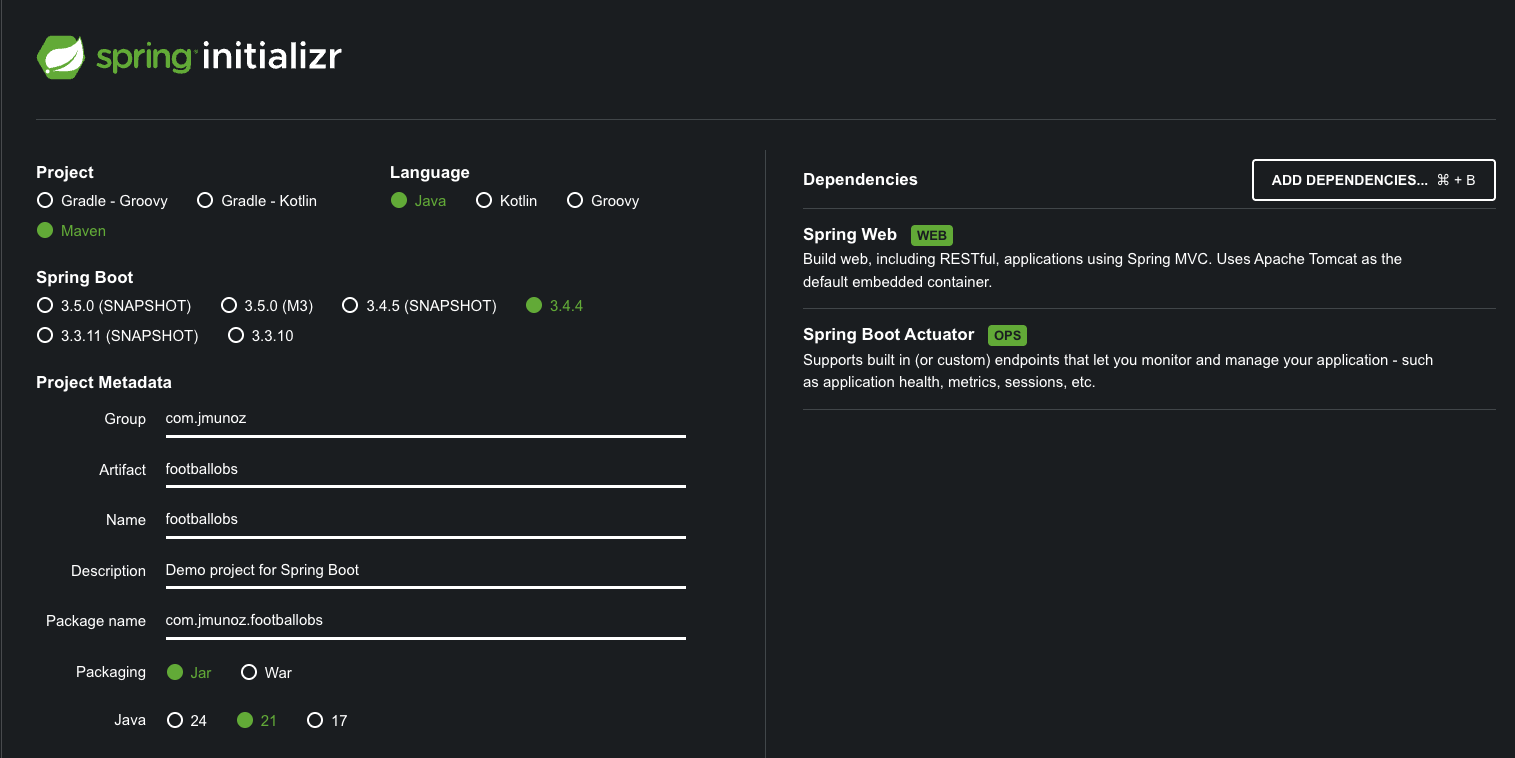 spring initializr
Project
Gradle - Groovy Gradle - Kotlin
Maven
Language
Java Kotlin Groovy
Spring Boot
3.5.0 (SNAPSHOT) 3.5.0 (M3) 3.4.5 (SNAPSHOT) 3.4.4
3.3.11 (SNAPSHOT) 3.3.10
Project Metadata
Group com.jmunoz
Artifact footballobs
Name footballobs
Description Demo project for Spring Boot
Package name com.jmunoz.footballobs
Packaging Jar War
Java 24 21 17
Dependencies
ADD DEPENDENCIES... ⌘ + B
Spring Web WEB
Build web, including RESTful, applications using Spring MVC. Uses Apache Tomcat as the
default embedded container.
Spring Boot Actuator OPS
Supports built in (or custom) endpoints that let you monitor and manage your application - such
as application health, metrics, sessions, etc.